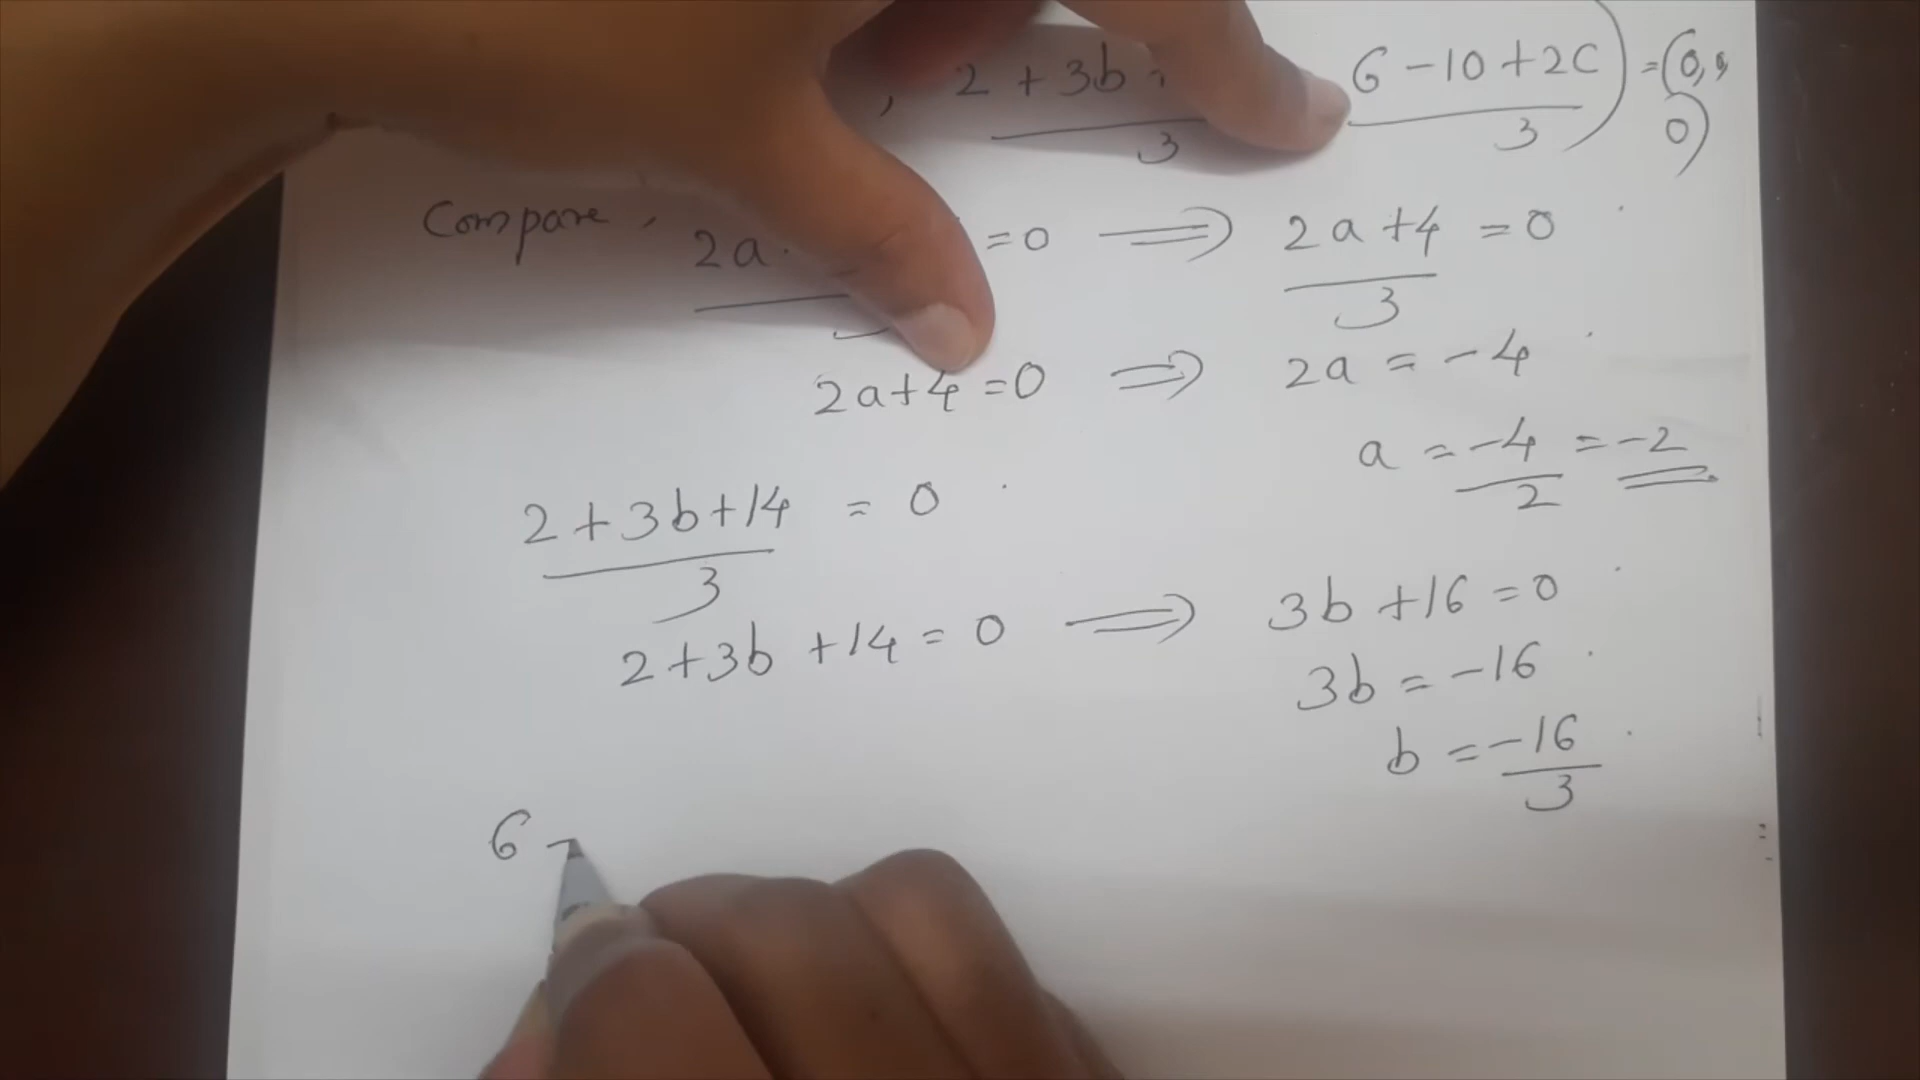 , 2 + 3b 6 - 10 + 2C ) = (0, 0,
3 3 0)
Compare, 2a = 0 ⟹ 2a + 4 = 0
3
2a + 4 = 0 ⟹ 2a = - 4
a = -4 = -2
2
2 + 3b + 14 = 0
3
2 + 3b + 14 = 0 ⟹ 3b + 16 = 0
3b = -16
b = -16
3
6 -